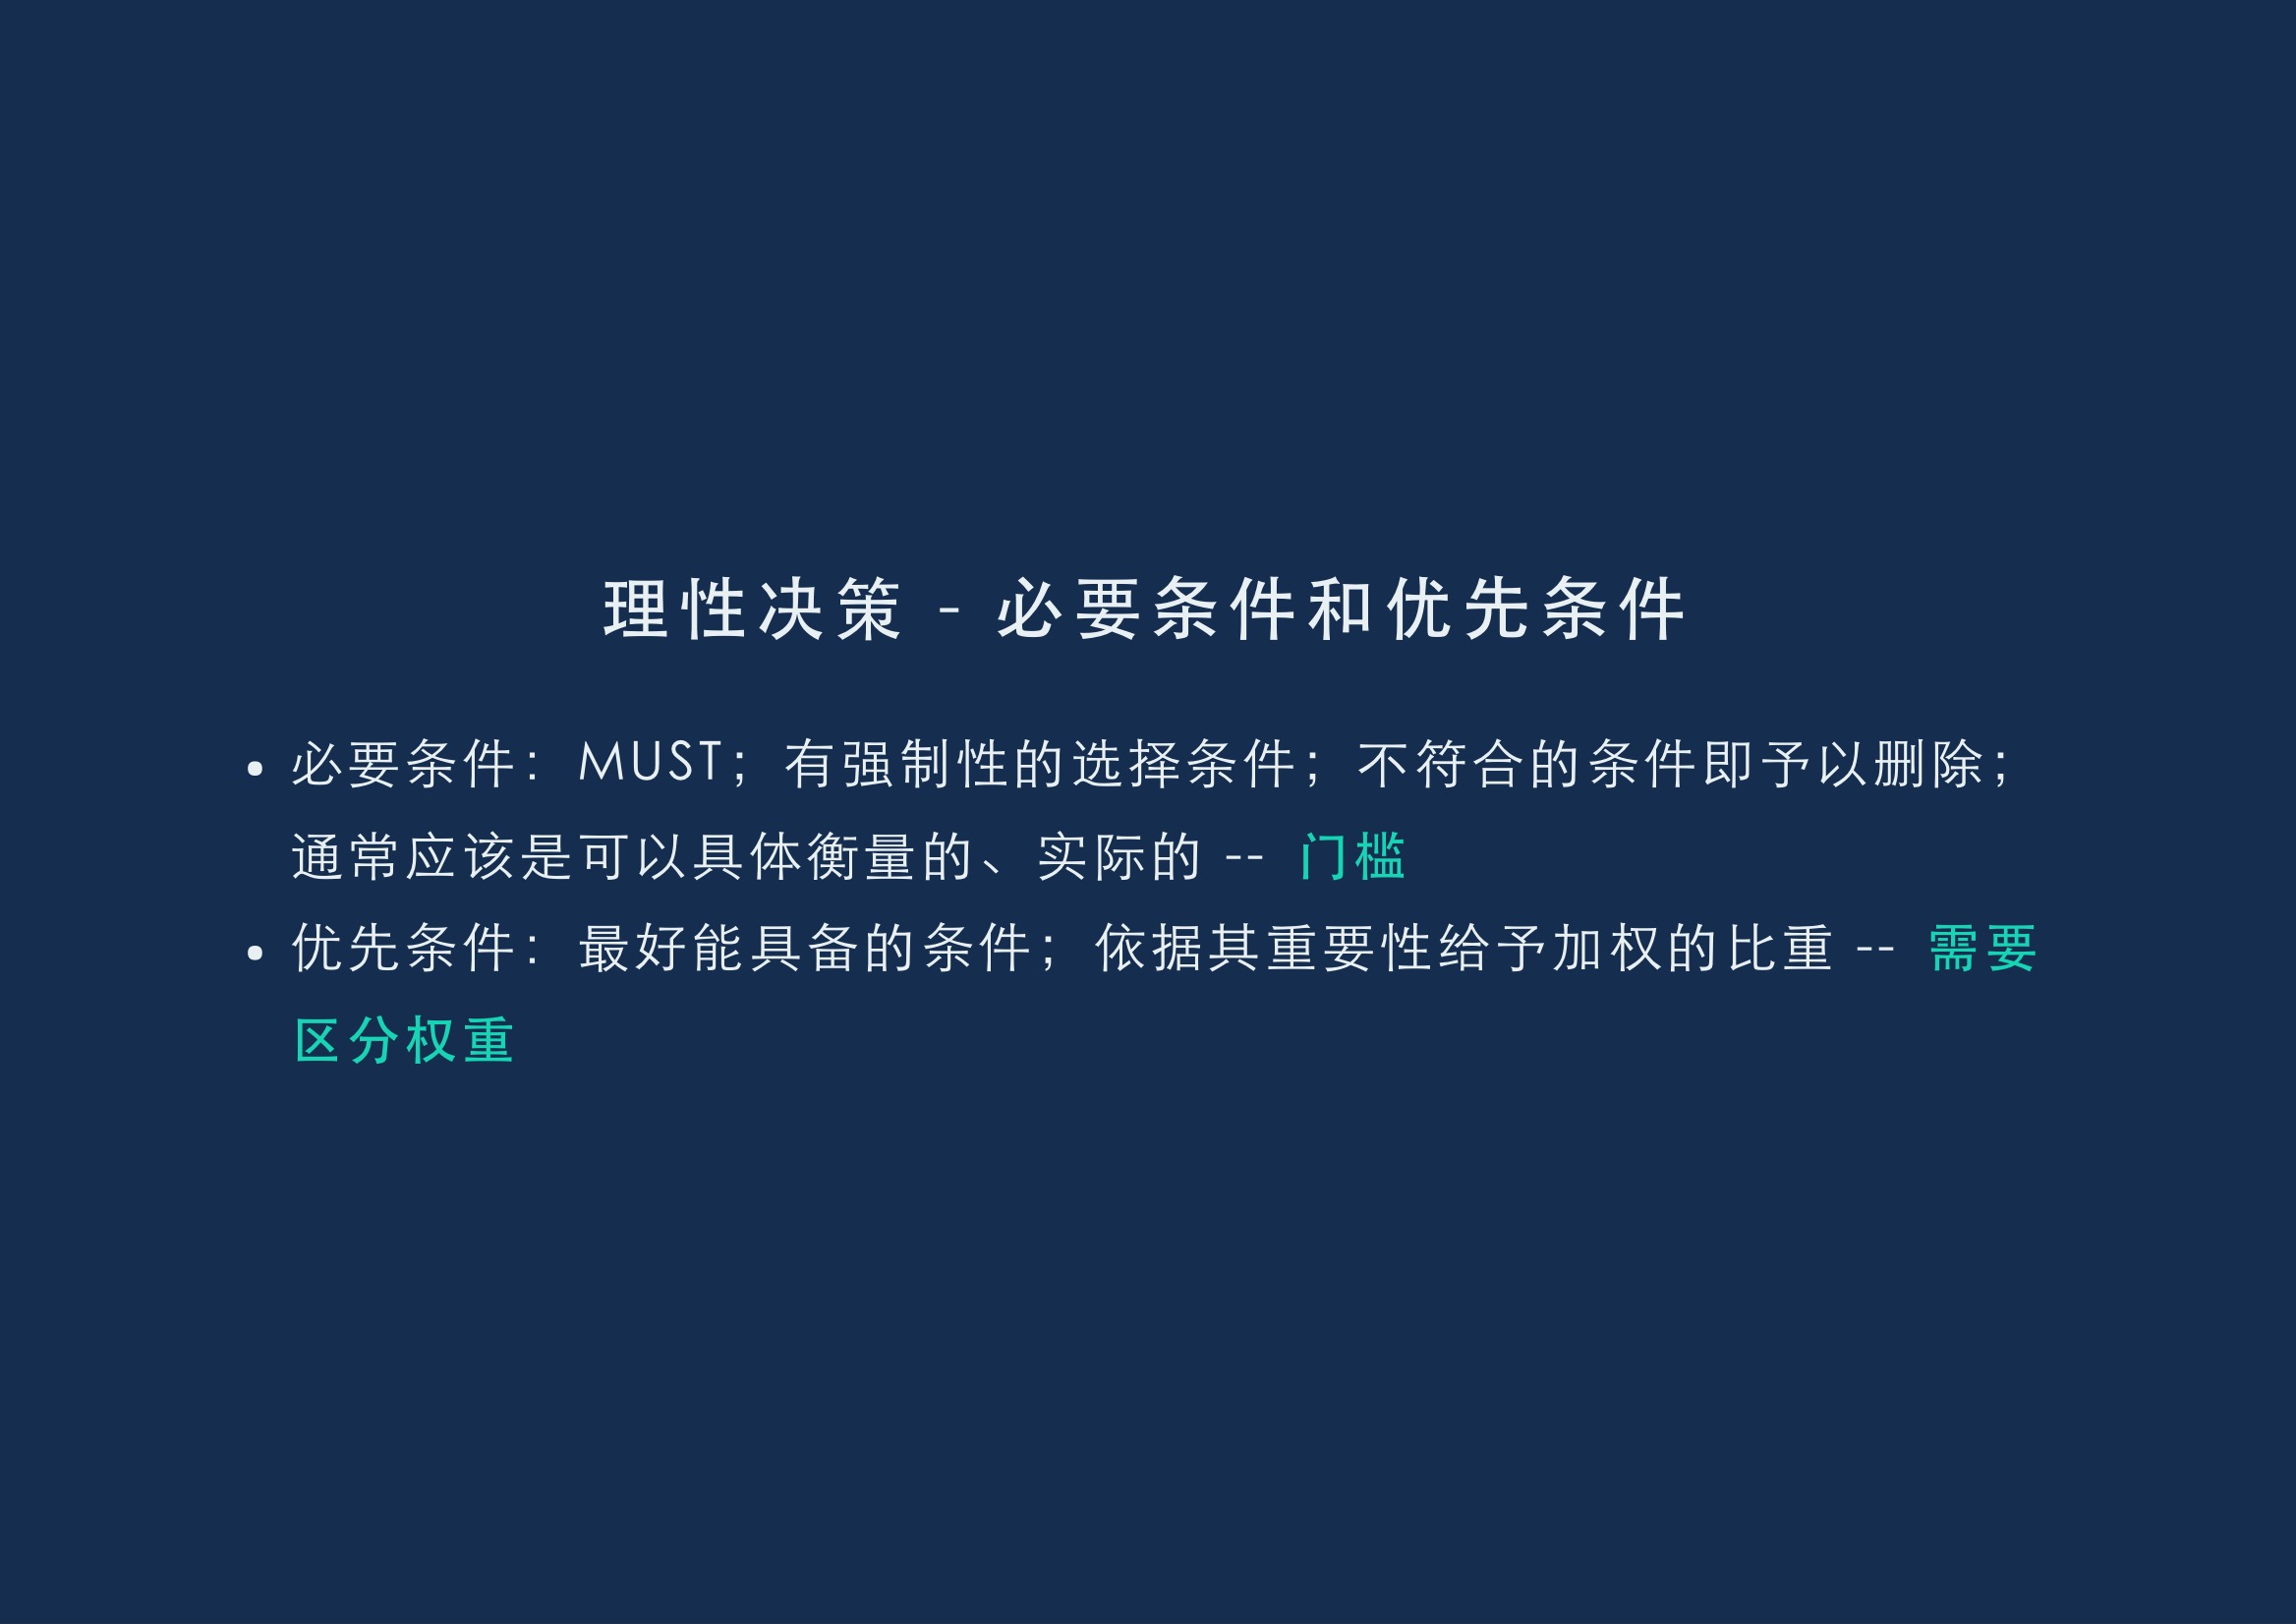 理性决策 - 必要条件和优先条件
• 必要条件： MUST； 有强制性的选择条件； 不符合的条件即予以删除；
通常应该是可以具体衡量的、实际的 -- 门槛
• 优先条件： 最好能具备的条件； 依据其重要性给予加权的比重 -- 需要
区分权重